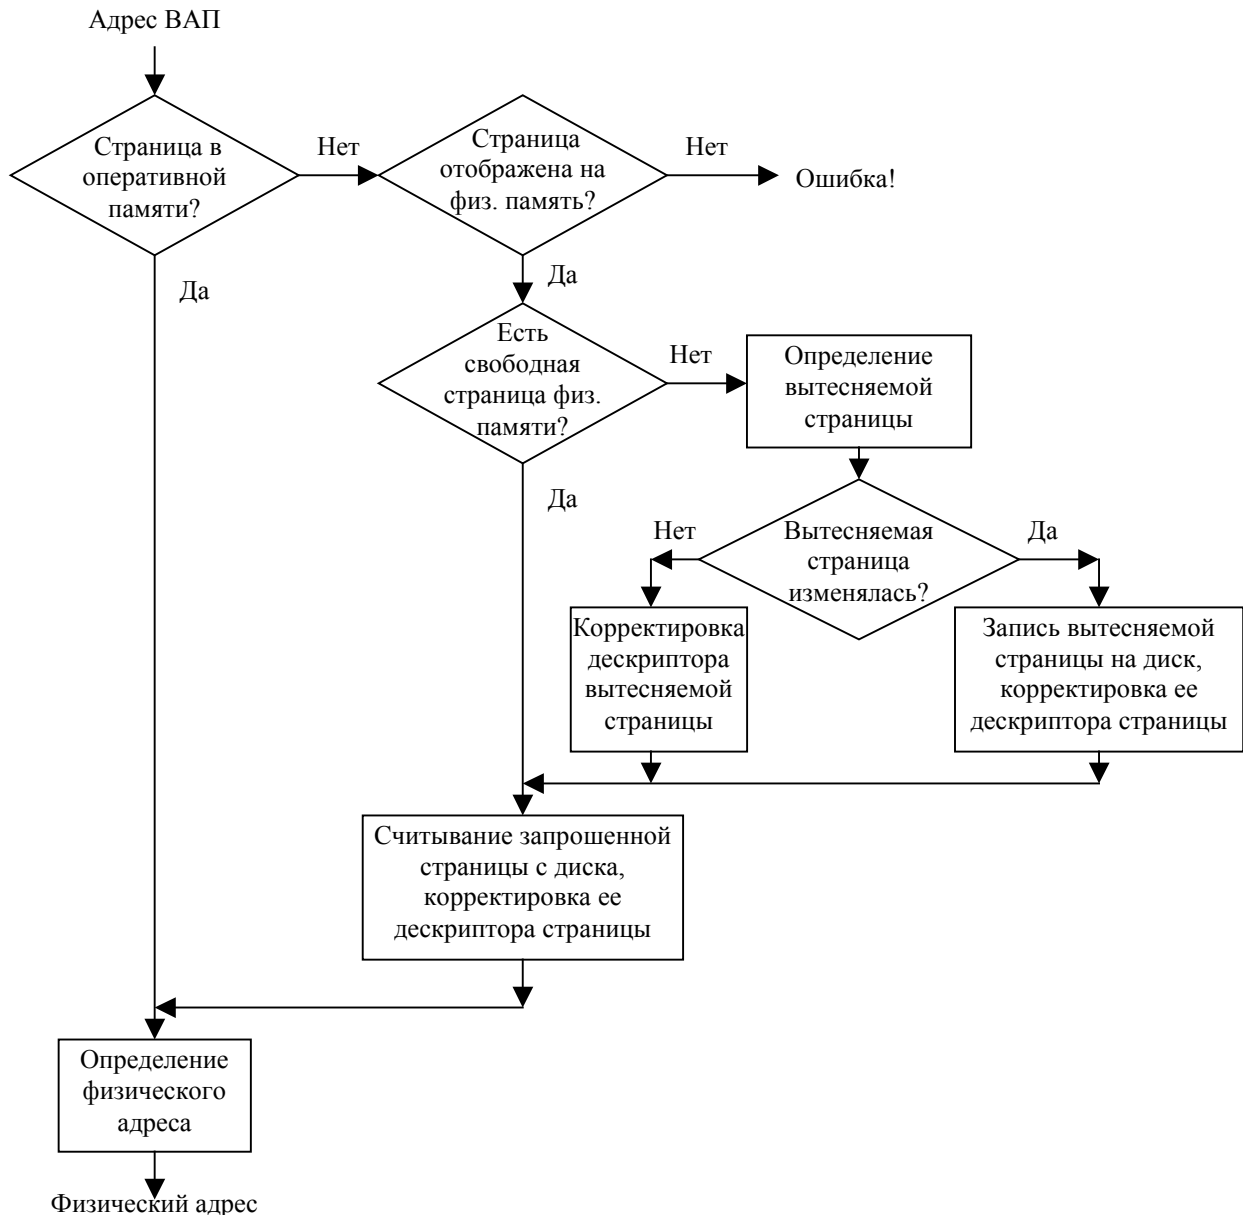 Адрес ВАП
Страница в
оперативной
памяти?
Нет
Страница
отображена на
физ. память?
Нет
Ошибка!
Да
Да
Есть
свободная
страница физ.
памяти?
Нет
Определение
вытесняемой
страницы
Да
Нет
Вытесняемая
страница
изменялась?
Да
Корректировка
дескриптора
вытесняемой
страницы
Запись вытесняемой
страницы на диск,
корректировка ее
дескриптора страницы
Считывание запрошенной
страницы с диска,
корректировка ее
дескриптора страницы
Определение
физического
адреса
Физический адрес